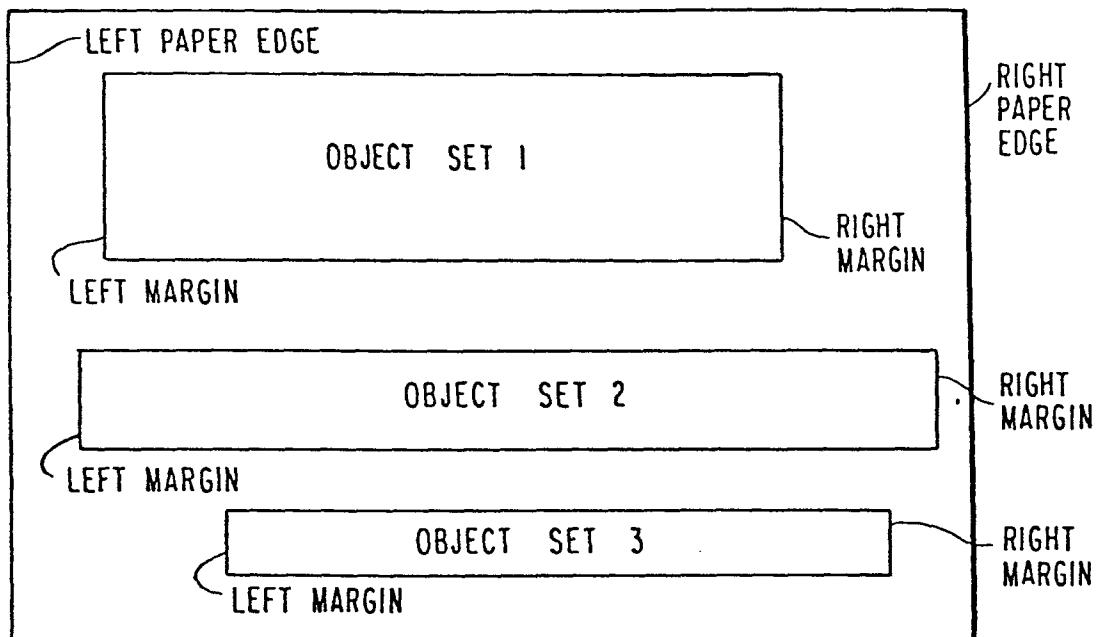 LEFT PAPER EDGE
RIGHT
PAPER
EDGE
OBJECT SET 1
RIGHT
MARGIN
LEFT MARGIN
OBJECT SET 2
RIGHT
MARGIN
LEFT MARGIN
OBJECT SET 3
RIGHT
MARGIN
LEFT MARGIN